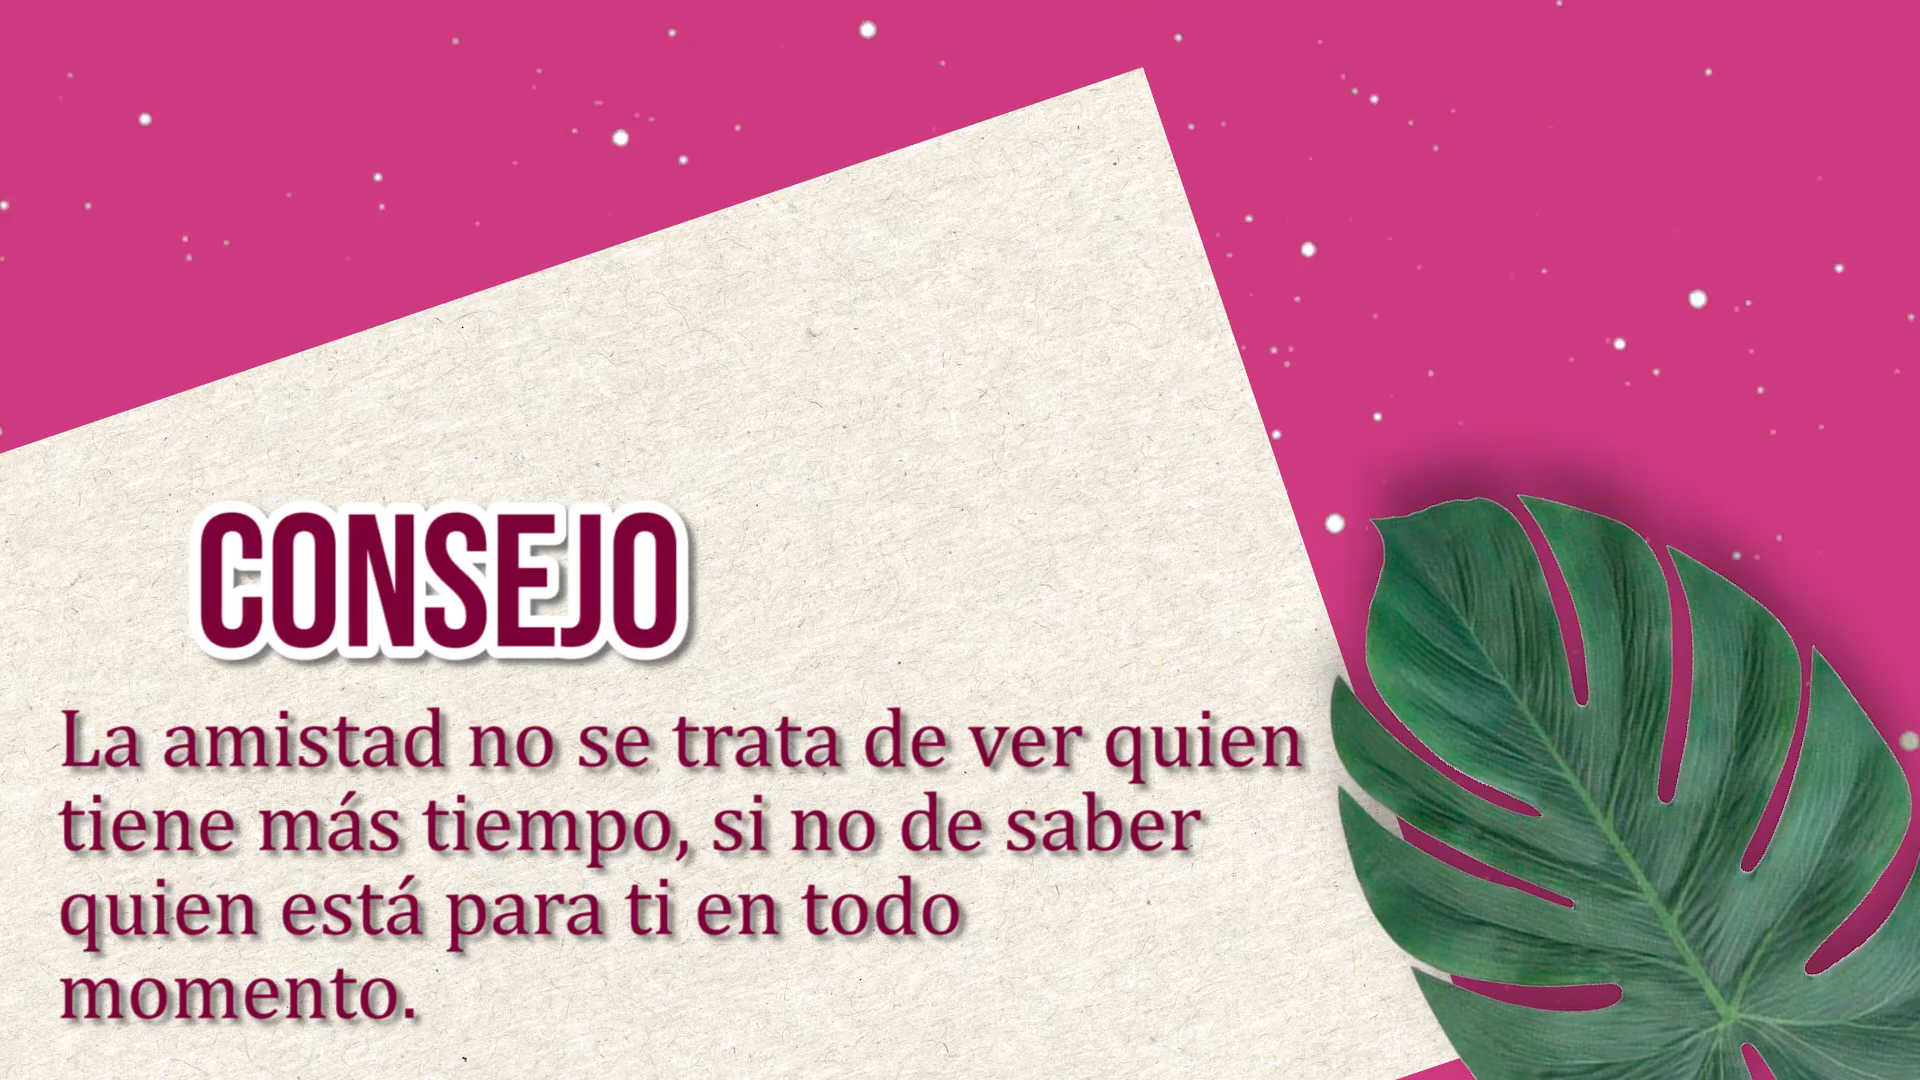 CONSEJO
La amistad no se trata de ver quien
tiene más tiempo, si no de saber
quien está para ti en todo
momento.